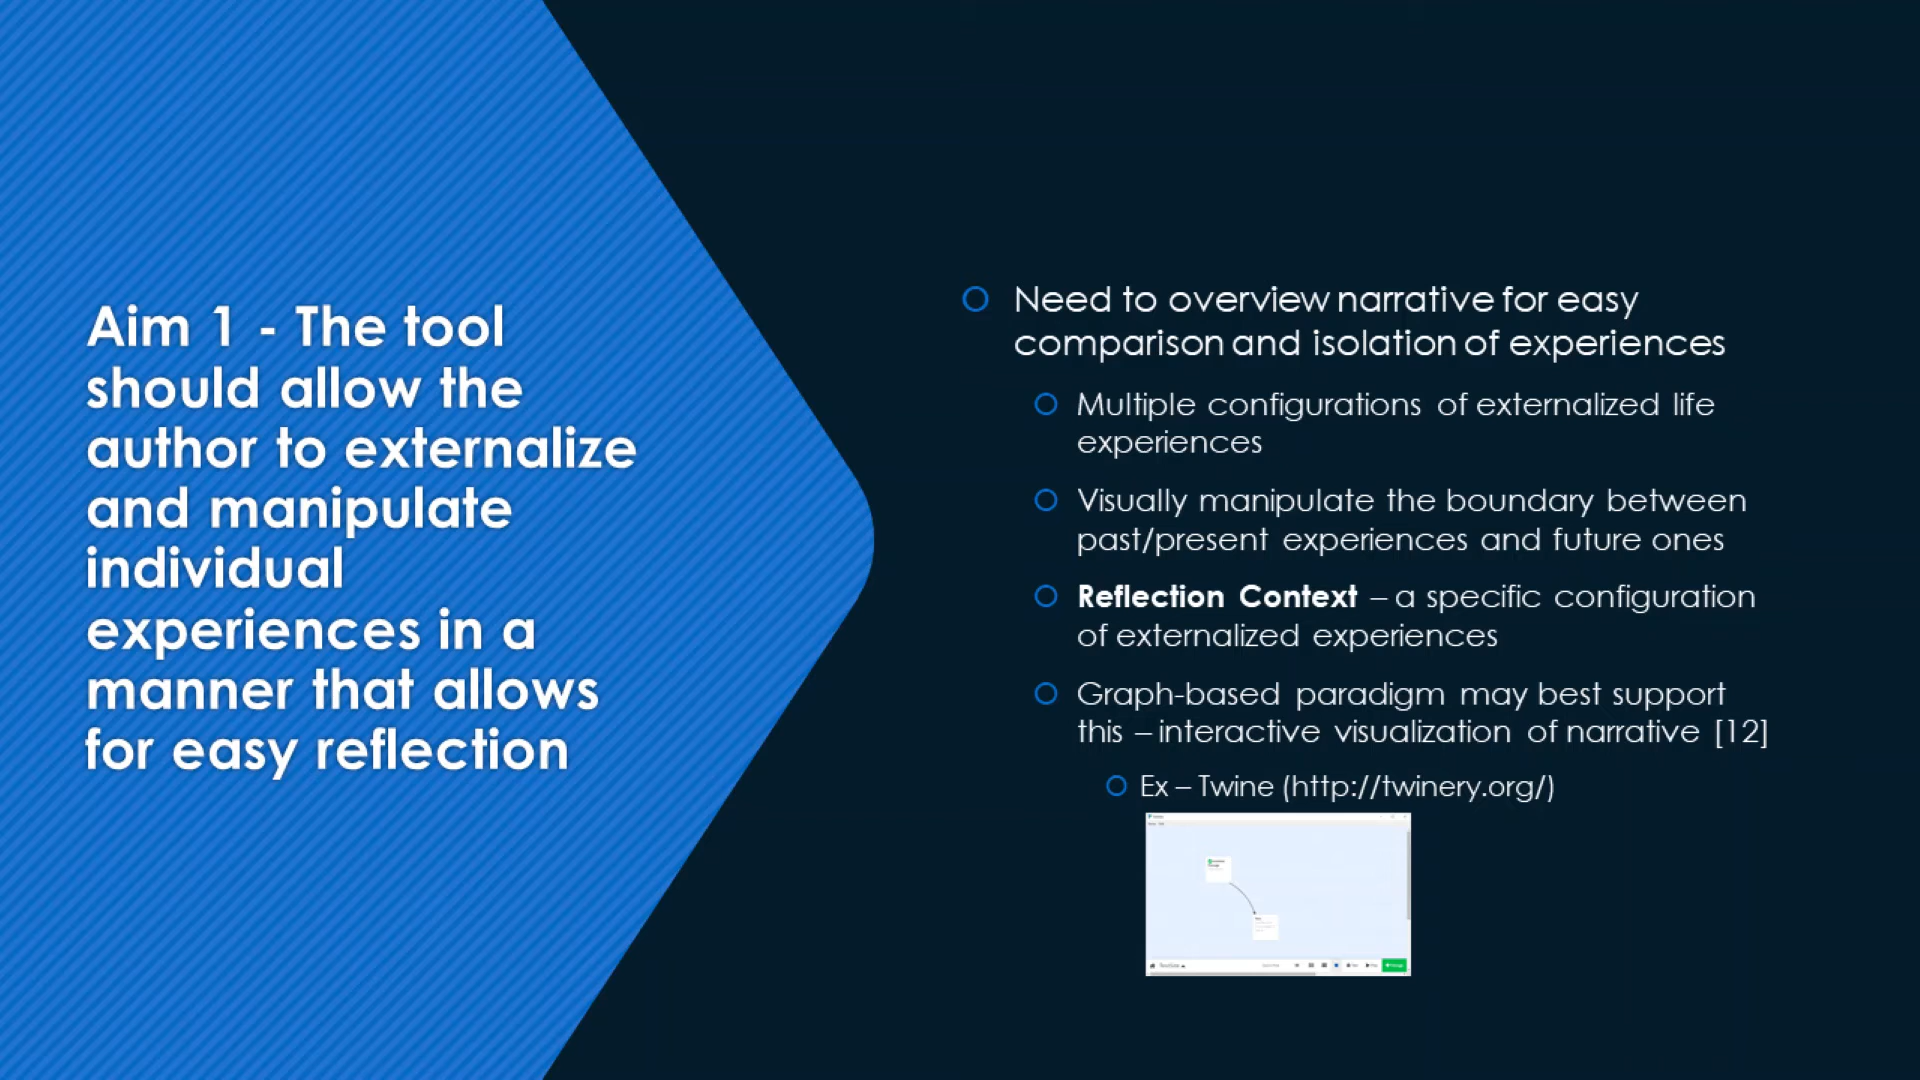 Aim 1 - The tool
should allow the
author to externalize
and manipulate
individual
experiences in a
manner that allows
for easy reflection
Need to overview narrative for easy
comparison and isolation of experiences
Multiple configurations of externalized life
experiences
Visually manipulate the boundary between
past/present experiences and future ones
Reflection Context – a specific configuration
of externalized experiences
Graph-based paradigm may best support
this – interactive visualization of narrative [12]
Ex – Twine (http://twinery.org/)